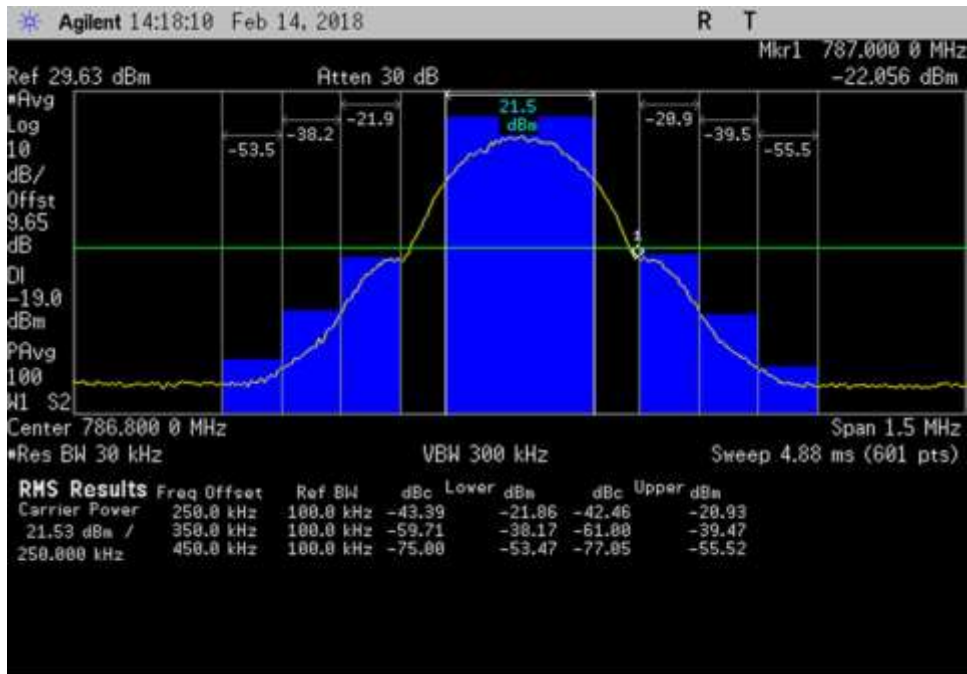 Agilent 14:18:10 Feb 14, 2018 R T
Mkr1 787.000 0 MHz
Ref 29.63 dBm Atten 30 dB -22.056 dBm
*Avg
Log
10
dB/
Offst
9.65
dB
DI
-19.0
dBm
PAvg
100
W1 S2
-53.5
-38.2
-21.9
21.5
dBm
-20.9
-39.5
-55.5
1
Center 786.800 0 MHz Span 1.5 MHz
*Res BW 30 kHz VBW 300 kHz Sweep 4.88 ms (601 pts)
RMS Results Freq Offset Ref BW dBc Lower dBm dBc Upper dBm
Carrier Power 250.0 kHz 100.0 kHz -43.39 -21.86 -42.46 -20.93
21.53 dBm / 350.0 kHz 100.0 kHz -59.71 -38.17 -61.00 -39.47
250.000 kHz 450.0 kHz 100.0 kHz -75.00 -53.47 -77.05 -55.52